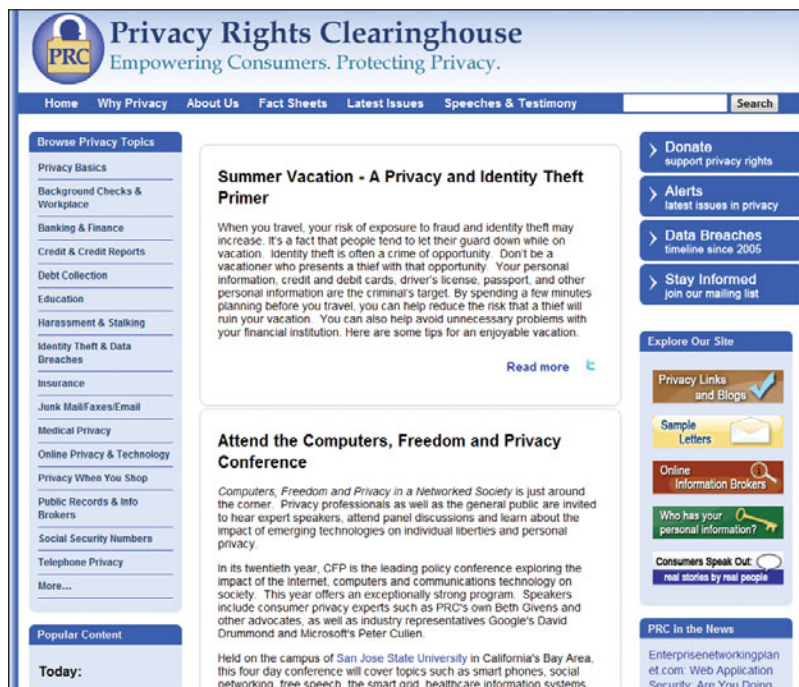 PRC
Privacy Rights Clearinghouse
Empowering Consumers. Protecting Privacy.
Home Why Privacy About Us Fact Sheets Latest Issues Speeches & Testimony Search
Browse Privacy Topics
Privacy Basics
Background Checks &
Workplace
Banking & Finance
Credit & Credit Reports
Debt Collection
Education
Harassment & Stalking
Identity Theft & Data
Breaches
Insurance
Junk Mail/Faxes/Email
Medical Privacy
Online Privacy & Technology
Privacy When You Shop
Public Records & Info
Brokers
Social Security Numbers
Telephone Privacy
More...
Popular Content
Today:
Summer Vacation - A Privacy and Identity Theft
Primer
When you travel, your risk of exposure to fraud and identity theft may
increase. It's a fact that people tend to let their guard down while on
vacation. Identity theft is often a crime of opportunity. Don't be a
vacationer who presents a thief with that opportunity. Your personal
information, credit and debit cards, driver's license, passport, and other
personal information are the criminal's target. By spending a few minutes
planning before you travel, you can help reduce the risk that a thief will
ruin your vacation. You can also help avoid unnecessary problems with
your financial institution. Here are some tips for an enjoyable vacation.
Read more
Attend the Computers, Freedom and Privacy
Conference
Computers, Freedom and Privacy in a Networked Society is just around
the corner. Privacy professionals as well as the general public are invited
to hear expert speakers, attend panel discussions and learn about the
impact of emerging technologies on individual liberties and personal
privacy.
In its twentieth year, CFP is the leading policy conference exploring the
impact of the Internet, computers and communications technology on
society. This year offers an exceptionally strong program. Speakers
include consumer privacy experts such as PRC's own Beth Givens and
other advocates, as well as industry representatives Google's David
Drummond and Microsoft's Peter Cullen.
Held on the campus of San Jose State University in California's Bay Area,
this four day conference will cover topics such as smart phones, social
networking, free speech, the smart grid, healthcare information systems
Donate
support privacy rights
Alerts
latest issues in privacy
Data Breaches
timeline since 2005
Stay Informed
join our mailing list
Explore Our Site
Privacy Links
and Blogs
Sample
Letters
Online
Information Brokers
Who has your
personal information?
Consumers Speak Out:
real stories by real people
PRC in the News
Enterprisenetworkingplan
et.com: Web Application
Security: Are You Doing